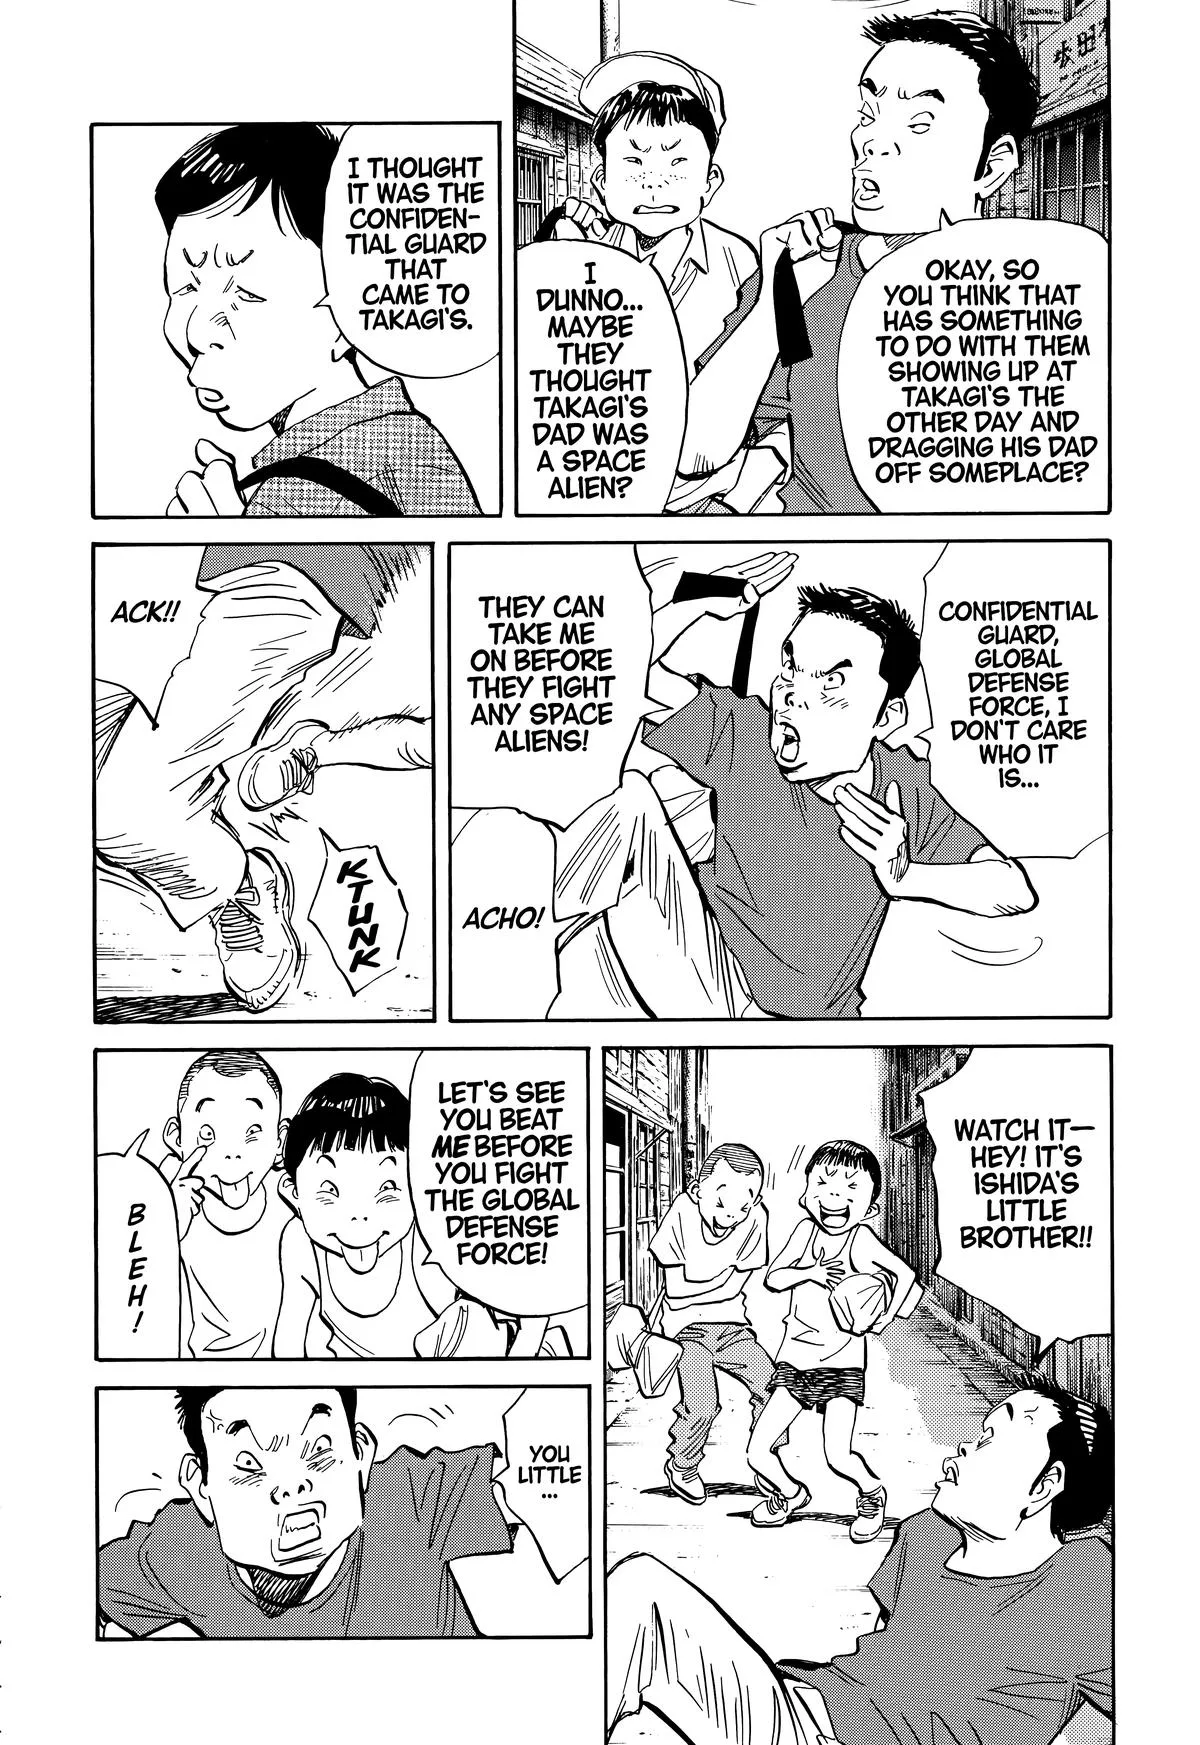 OKAY, SO
YOU THINK THAT
HAS SOMETHING
TO DO WITH THEM
SHOWING UP AT
TAKAGI'S THE
OTHER DAY AND
DRAGGING HIS DAD
OFF SOMEPLACE?
I
DUNNO...
MAYBE
THEY
THOUGHT
TAKAGI'S
DAD WAS
A SPACE
ALIEN?
I THOUGHT
IT WAS THE
CONFIDEN-
TIAL GUARD
THAT
CAME TO
TAKAGI'S.
CONFIDENTIAL
GUARD,
GLOBAL
DEFENSE
FORCE, I
DON'T CARE
WHO IT
IS...
THEY CAN
TAKE ME
ON BEFORE
THEY FIGHT
ANY SPACE
ALIENS!
ACHO!
ACK!!
KTUNK
WATCH IT—
HEY! IT'S
ISHIDA'S
LITTLE
BROTHER!!
LET'S SEE
YOU BEAT
ME BEFORE
YOU FIGHT
THE GLOBAL
DEFENSE
FORCE!
BLEH!
YOU
LITTLE
...